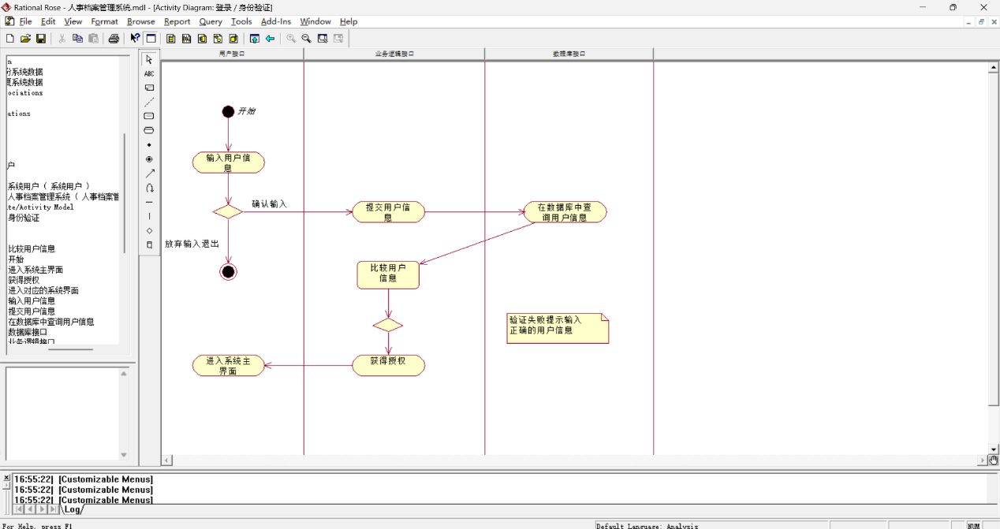 Rational Rose - 人事档案管理系统.mdl - [Activity Diagram: 登录 / 身份验证]
File Edit View Format Browse Report Query Tools Add-Ins Window Help
用户接口 业务逻辑接口 数据库接口
n
份系统数据
复系统数据
ociations
ations
户
系统用户 ( 系统用户 )
人事档案管理系统 ( 人事档案管
te/Activity Model
身份验证
比较用户信息
开始
进入系统主界面
获得授权
进入对应的系统界面
输入用户信息
提交用户信息
在数据库中查询用户信息
数据库接口
业务逻辑接口
ABC
开始
输入用户信
息
确认输入
提交用户信
息
在数据库中查
询用户信息
放弃输入退出
比较用户
信息
验证失败提示输入
正确的用户信息
进入系统主
界面
获得授权
16:55:22| [Customizable Menus]
16:55:22| [Customizable Menus]
16:55:22| [Customizable Menus]
Log
For Help, press F1
Default Language: Analysis
NUM